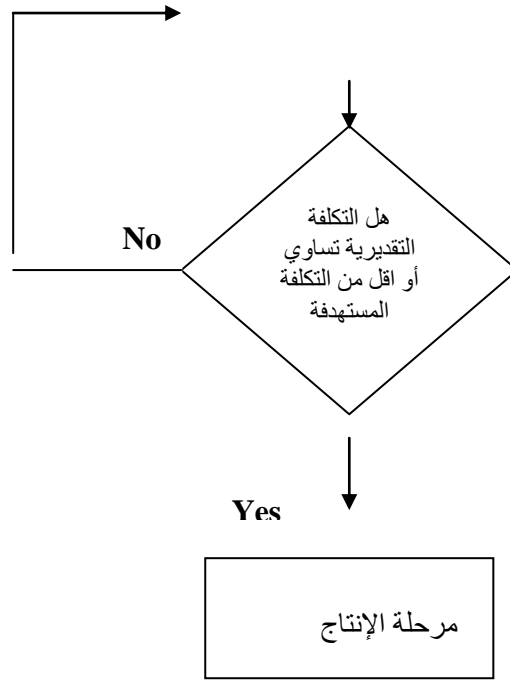 هل التكلفة
التقديرية تساوي
أو اقل من التكلفة
المستهدفة
No
Yes
مرحلة الإنتاج